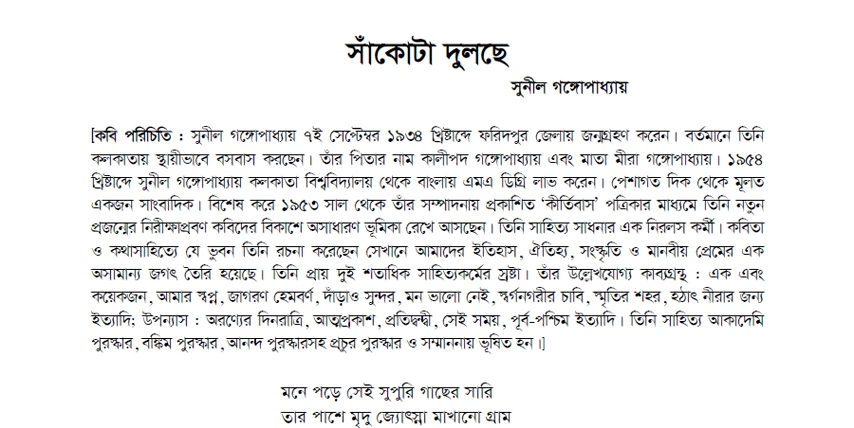 সাঁকোটা দুলছে
সুনীল গঙ্গোপাধ্যায়
[কবি পরিচিতি : সুনীল গঙ্গোপাধ্যায় ৭ই সেপ্টেম্বর ১৯৩৪ খ্রিষ্টাব্দে ফরিদপুর জেলায় জন্মগ্রহণ করেন। বর্তমানে তিনি
কলকাতায় স্থায়ীভাবে বসবাস করছেন। তাঁর পিতার নাম কালীপদ গঙ্গোপাধ্যায় এবং মাতা মীরা গঙ্গোপাধ্যায়। ১৯৫৪
খ্রিষ্টাব্দে সুনীল গঙ্গোপাধ্যায় কলকাতা বিশ্ববিদ্যালয় থেকে বাংলায় এমএ ডিগ্রি লাভ করেন। পেশাগত দিক থেকে মূলত
একজন সাংবাদিক। বিশেষ করে ১৯৫৩ সাল থেকে তাঁর সম্পাদনায় প্রকাশিত ‘কীর্তিবাস’ পত্রিকার মাধ্যমে তিনি নতুন
প্রজন্মের নিরীক্ষাপ্রবণ কবিদের বিকাশে অসাধারণ ভূমিকা রেখে আসছেন। তিনি সাহিত্য সাধনার এক নিরলস কর্মী। কবিতা
ও কথাসাহিত্যে যে ভুবন তিনি রচনা করেছেন সেখানে আমাদের ইতিহাস, ঐতিহ্য, সংস্কৃতি ও মানবীয় প্রেমের এক
অসামান্য জগৎ তৈরি হয়েছে। তিনি প্রায় দুই শতাধিক সাহিত্যকর্মের স্রষ্টা। তাঁর উল্লেখযোগ্য কাব্যগ্রন্থ : এক এবং
কয়েকজন, আমার স্বপ্ন, জাগরণ হেমবর্ণ, দাঁড়াও সুন্দর, মন ভালো নেই, স্বর্গনগরীর চাবি, স্মৃতির শহর, হঠাৎ নীরার জন্য
ইত্যাদি; উপন্যাস : অরণ্যের দিনরাত্রি, আত্মপ্রকাশ, প্রতিদ্বন্দ্বী, সেই সময়, পূর্ব-পশ্চিম ইত্যাদি। তিনি সাহিত্য আকাদেমি
পুরস্কার, বঙ্কিম পুরস্কার, আনন্দ পুরস্কারসহ প্রচুর পুরস্কার ও সম্মাননায় ভূষিত হন।]
মনে পড়ে সেই সুপুরি গাছের সারি
তার পাশে মৃদু জ্যোৎস্না মাখানো গ্রাম